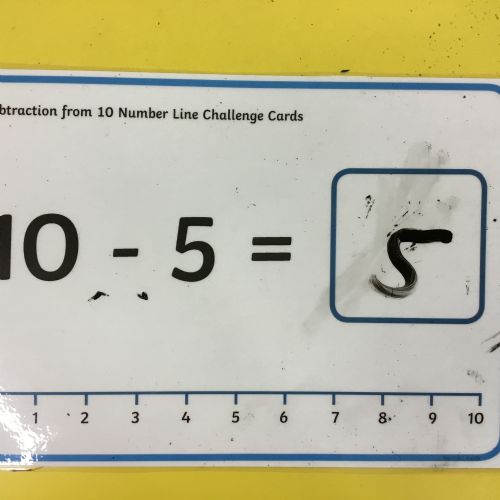 btraction from 10 Number Line Challenge Cards
10 - 5 = 5
1 2 3 4 5 6 7 8 9 10